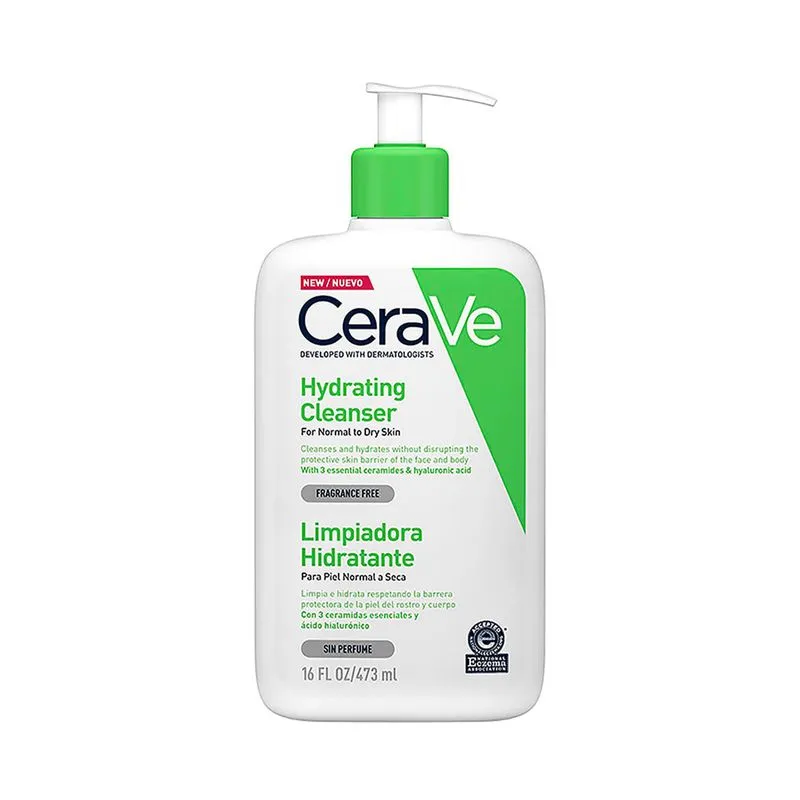 NEW / NUEVO
CeraVe
DEVELOPED WITH DERMATOLOGISTS
Hydrating
Cleanser
For Normal to Dry Skin
Cleanses and hydrates without disrupting the
protective skin barrier of the face and body
With 3 essential ceramides & hyaluronic acid
FRAGRANCE FREE
Limpiadora
Hidratante
Para Piel Normal a Seca
Limpia e hidrata respetando la barrera
protectora de la piel del rostro y cuerpo
Con 3 ceramidas esenciales y
ácido hialurónico
SIN PERFUME
16 FL OZ/473 ml
ACCEPTED
NATIONAL
Eczema
ASSOCIATION